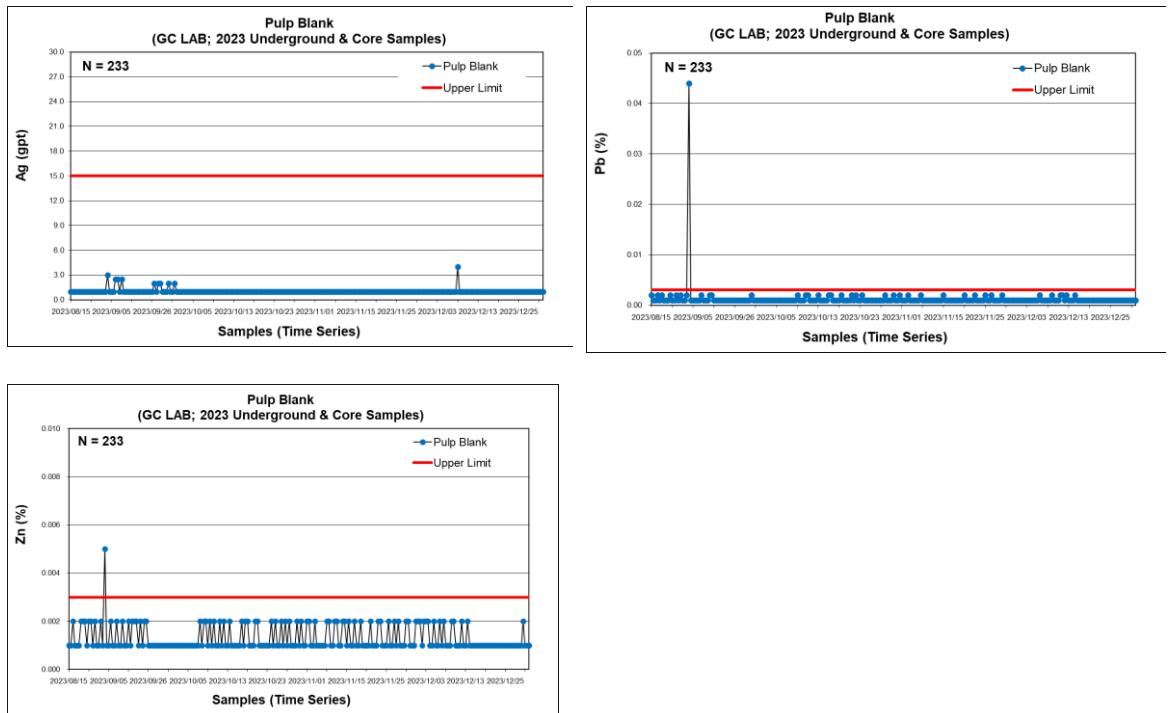 Pulp Blank
(GC LAB; 2023 Underground & Core Samples)
N = 233
Pulp Blank
Upper Limit
Ag (gpt)
30.0
27.0
24.0
21.0
18.0
15.0
12.0
9.0
6.0
3.0
0.0
2023/08/15 2023/09/05 2023/09/26 2023/10/05 2023/10/13 2023/10/23 2023/11/01 2023/11/15 2023/11/25 2023/12/03 2023/12/13 2023/12/25
Samples (Time Series)
Pulp Blank
(GC LAB; 2023 Underground & Core Samples)
N = 233
Pulp Blank
Upper Limit
Pb (%)
0.05
0.04
0.03
0.02
0.01
0.00
2023/08/15 2023/09/05 2023/09/26 2023/10/05 2023/10/13 2023/10/23 2023/11/01 2023/11/15 2023/11/25 2023/12/03 2023/12/13 2023/12/25
Samples (Time Series)
Pulp Blank
(GC LAB; 2023 Underground & Core Samples)
N = 233
Pulp Blank
Upper Limit
Zn (%)
0.010
0.008
0.006
0.004
0.002
0.000
2023/08/15 2023/09/05 2023/09/26 2023/10/05 2023/10/13 2023/10/23 2023/11/01 2023/11/15 2023/11/25 2023/12/03 2023/12/13 2023/12/25
Samples (Time Series)